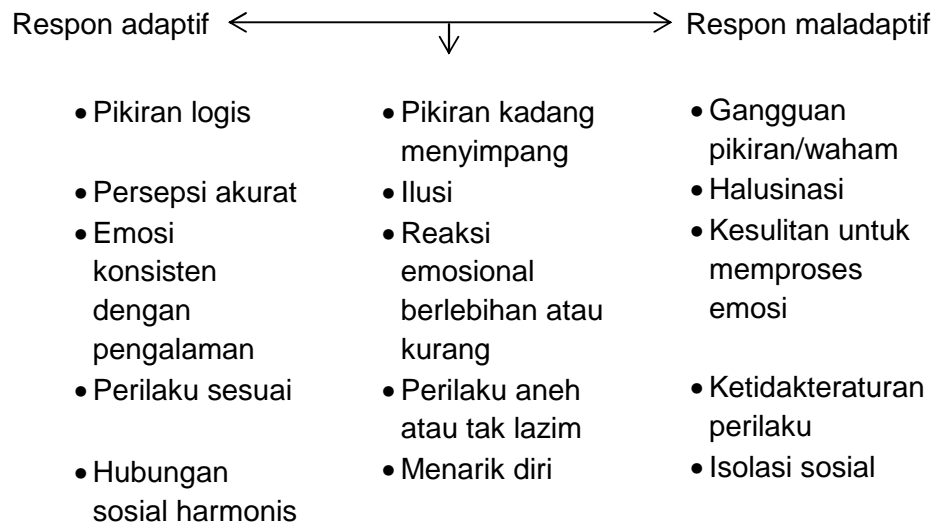 Respon adaptif
Respon maladaptif
• Pikiran logis
• Persepsi akurat
• Emosi
konsisten
dengan
pengalaman
• Perilaku sesuai
• Hubungan
sosial harmonis
• Pikiran kadang
menyimpang
• Ilusi
• Reaksi
emosional
berlebihan atau
kurang
• Perilaku aneh
atau tak lazim
• Menarik diri
• Gangguan
pikiran/waham
• Halusinasi
• Kesulitan untuk
memproses
emosi
• Ketidakteraturan
perilaku
• Isolasi sosial